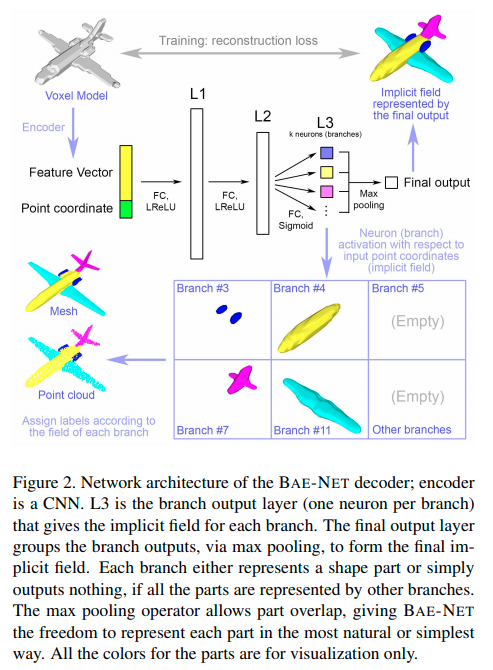 Training: reconstruction loss
Voxel Model
Implicit field
represented by
the final output
Encoder
L1
L2
L3
k neurons (branches)
Feature Vector
Point coordinate
FC,
LReLU
FC,
LReLU
FC,
Sigmoid
Max
pooling
Final output
Neuron (branch)
activation with respect to
input point coordinates
(implicit field)
Mesh
Point cloud
Assign labels according to
the field of each branch
Branch #3
Branch #4
Branch #5
(Empty)
Branch #7
Branch #11
(Empty)
Other branches
Figure 2. Network architecture of the BAE-NET decoder; encoder
is a CNN. L3 is the branch output layer (one neuron per branch)
that gives the implicit field for each branch. The final output layer
groups the branch outputs, via max pooling, to form the final im-
plicit field. Each branch either represents a shape part or simply
outputs nothing, if all the parts are represented by other branches.
The max pooling operator allows part overlap, giving BAE-NET
the freedom to represent each part in the most natural or simplest
way. All the colors for the parts are for visualization only.